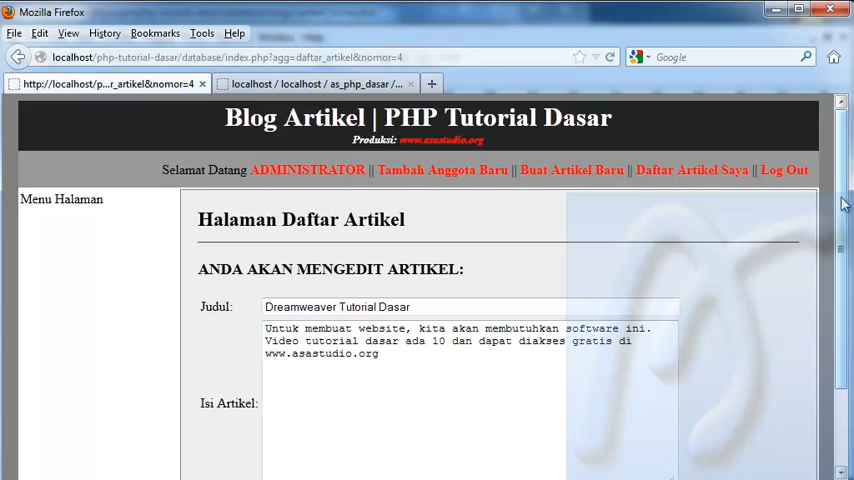 Mozilla Firefox
File Edit View History Bookmarks Tools Help
localhost/php-tutorial-dasar/database/index.php?agg=daftar_artikel&nomor=4
Google
http://localhost/p...r_artikel&nomor=4
localhost / localhost / as_php_dasar /...
Blog Artikel | PHP Tutorial Dasar
Produksi: www.asastudio.org
Selamat Datang ADMINISTRATOR || Tambah Anggota Baru || Buat Artikel Baru || Daftar Artikel Saya || Log Out
Menu Halaman
Halaman Daftar Artikel
ANDA AKAN MENGEDIT ARTIKEL:
Judul: Dreamweaver Tutorial Dasar
Untuk membuat website, kita akan membutuhkan software ini.
Video tutorial dasar ada 10 dan dapat diakses gratis di
www.asastudio.org
Isi Artikel: